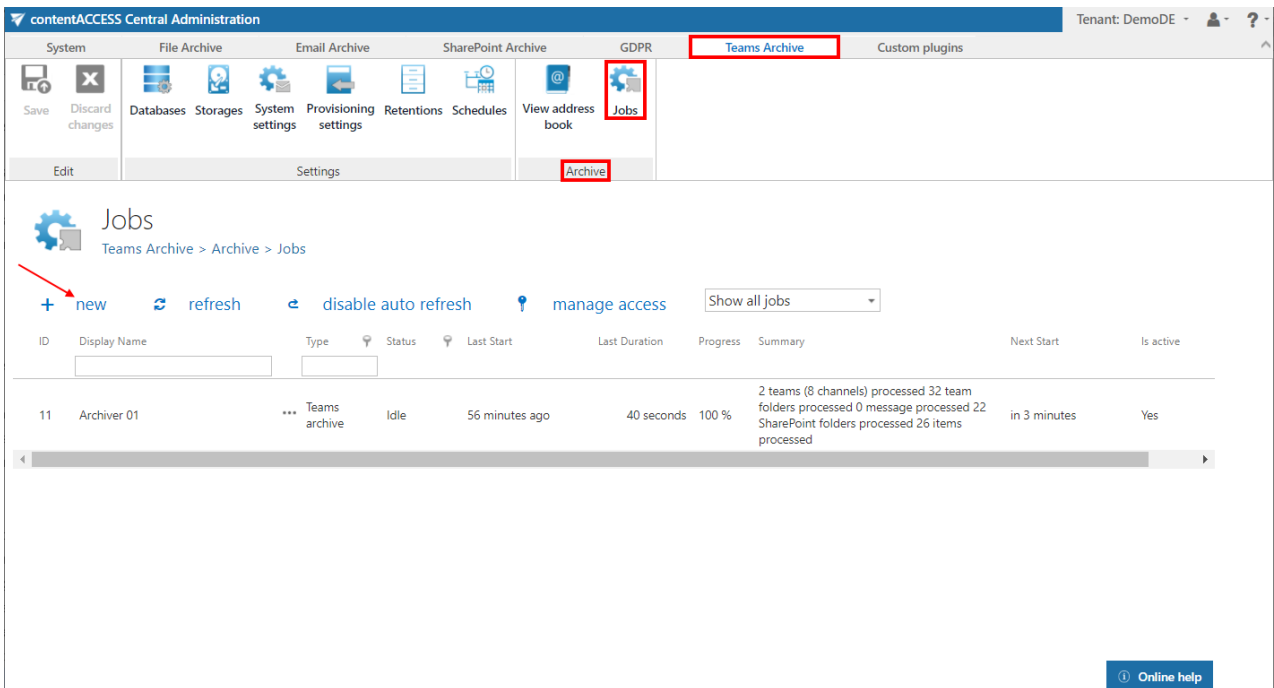 contentACCESS Central Administration
Tenant: DemoDE
?
System File Archive Email Archive SharePoint Archive GDPR Teams Archive Custom plugins
Save Discard changes Databases Storages System settings Provisioning settings Retentions Schedules View address book Jobs
Edit Settings Archive
Jobs
Teams Archive > Archive > Jobs
+ new refresh disable auto refresh manage access Show all jobs
ID Display Name Type Status Last Start Last Duration Progress Summary Next Start Is active
2 teams (8 channels) processed 32 team
11 Archiver 01 ••• Teams archive Idle 56 minutes ago 40 seconds 100 % folders processed 0 message processed 22 in 3 minutes Yes
SharePoint folders processed 26 items
processed
Online help